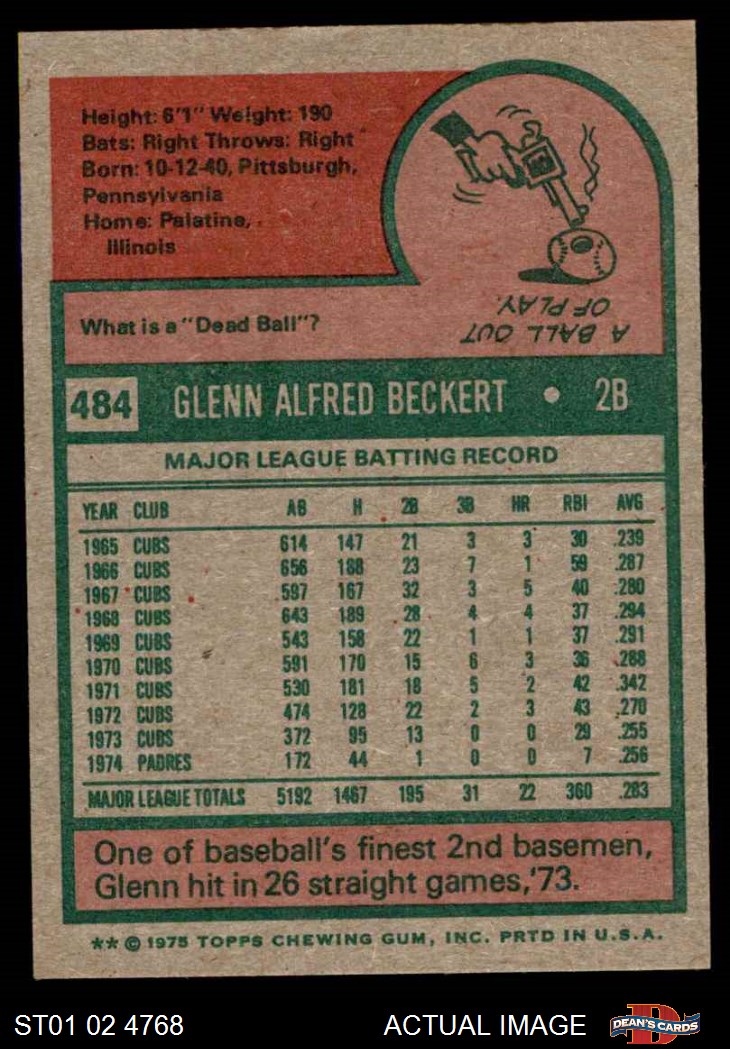 Height: 6'1" Weight: 190
Bats: Right Throws: Right
Born: 10-12-40, Pittsburgh,
Pennsylvania
Home: Palatine,
Illinois
What is a "Dead Ball"?
A BALL OUT
OF PLAY.
484 GLENN ALFRED BECKERT • 2B
MAJOR LEAGUE BATTING RECORD
YEAR CLUB AB H 2B 3B HR RBI AVG
1965 CUBS 614 147 21 3 3 30 .239
1966 CUBS 656 188 23 7 1 59 .287
1967 CUBS 597 167 32 3 5 40 .280
1968 CUBS 643 189 28 4 4 37 .294
1969 CUBS 543 158 22 1 1 37 .291
1970 CUBS 591 170 15 6 3 36 .288
1971 CUBS 530 181 18 5 2 42 .342
1972 CUBS 474 128 22 2 3 43 .270
1973 CUBS 372 95 13 0 0 29 .255
1974 PADRES 172 44 1 0 0 7 .256
MAJOR LEAGUE TOTALS 5192 1467 195 31 22 360 .283
One of baseball's finest 2nd basemen,
Glenn hit in 26 straight games,'73.
** © 1975 TOPPS CHEWING GUM, INC. PRTD IN U.S.A.
ST01 02 4768 ACTUAL IMAGE DEAN'S CARDS